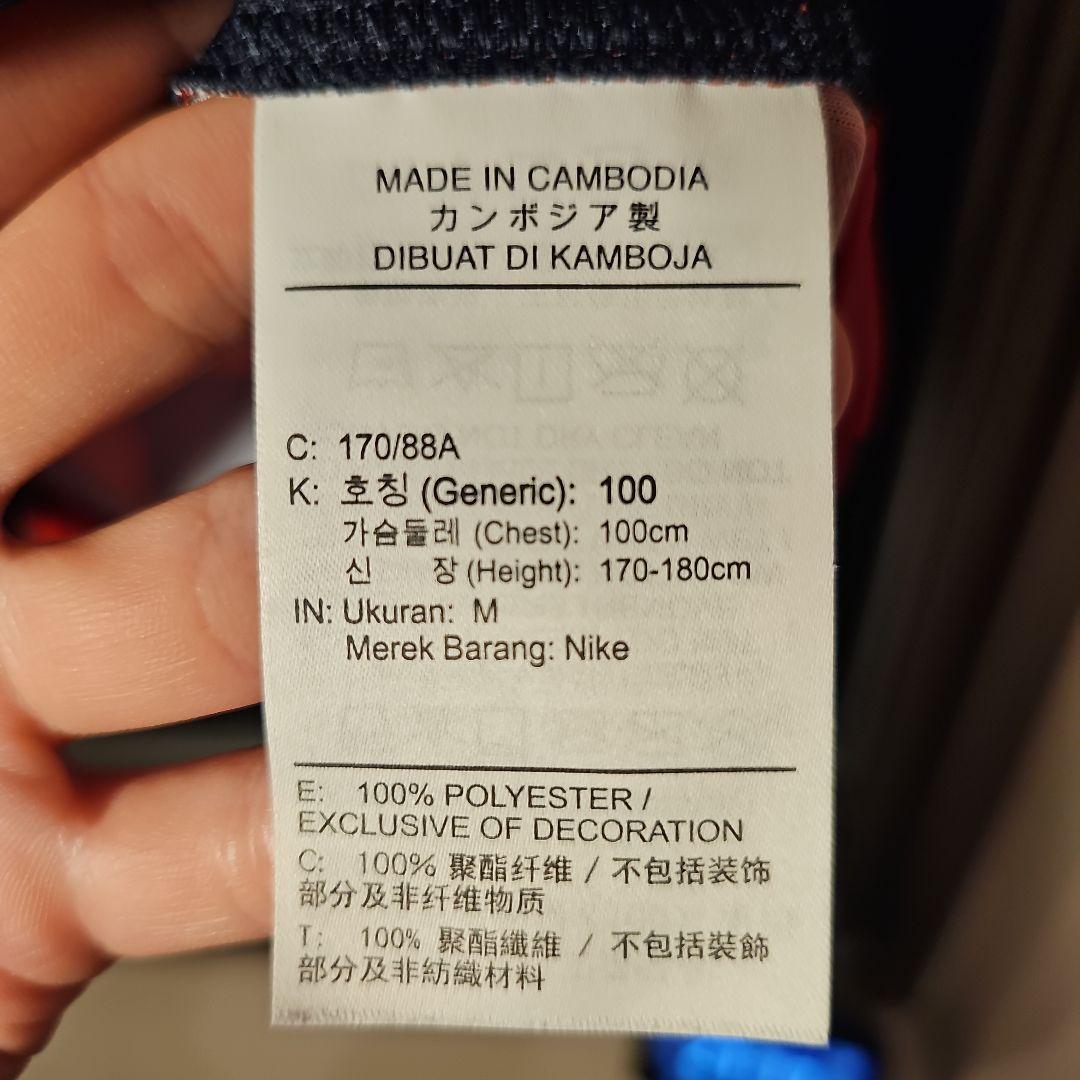 MADE IN CAMBODIA
カンボジア製
DIBUAT DI KAMBOJA
C: 170/88A
K: 호칭 (Generic): 100
가슴둘레 (Chest): 100cm
신 장 (Height): 170-180cm
IN: Ukuran: M
Merek Barang: Nike
E: 100% POLYESTER /
EXCLUSIVE OF DECORATION
C: 100% 聚酯纤维 / 不包括装饰
部分及非纤维物质
T: 100% 聚酯纖維 / 不包括裝飾
部分及非紡織材料